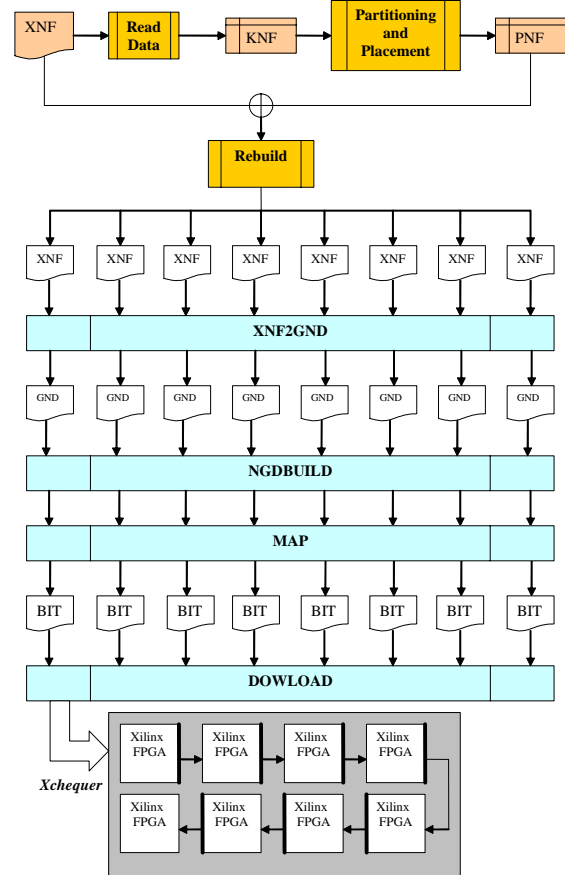 XNF
Read
Data
KNF
Partitioning
and
Placement
PNF
Rebuild
XNF XNF XNF XNF XNF XNF XNF XNF
XNF2GND
GND GND GND GND GND GND GND GND
NGDBUILD
MAP
BIT BIT BIT BIT BIT BIT BIT BIT
DOWLOAD
Xchequer
Xilinx Xilinx Xilinx Xilinx
FPGA FPGA FPGA FPGA
Xilinx Xilinx Xilinx Xilinx
FPGA FPGA FPGA FPGA